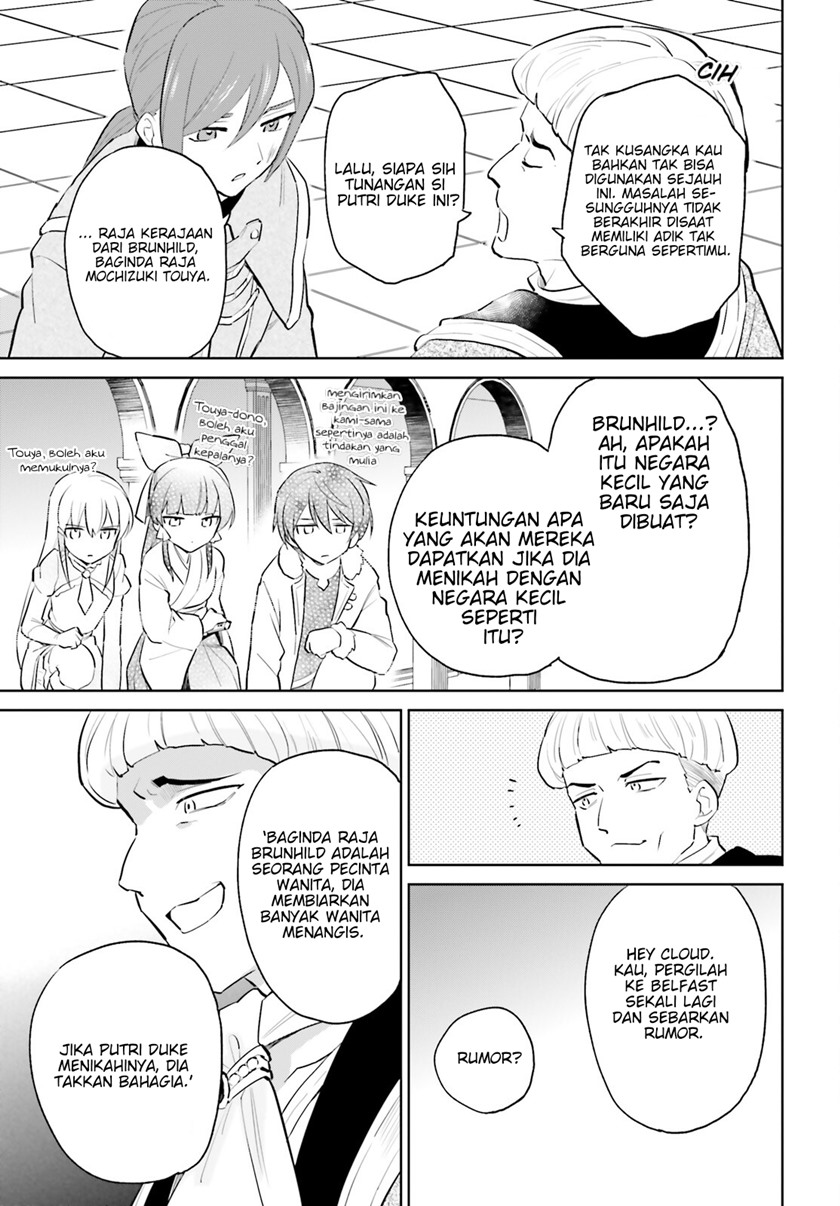 CIH
TAK KUSANGKA KAU
BAHKAN TAK BISA
DIGUNAKAN SEJAUH
INI. MASALAH SE-
SUNGGUHNYA TIDAK
BERAKHIR DISAAT
MEMILIKI ADIK TAK
BERGUNA SEPERTIMU.
LALU, SIAPA SIH
TUNANGAN SI
PUTRI DUKE INI?
... RAJA KERAJAAN
DARI BRUNHILD,
BAGINDA RAJA
MOCHIZUKI TOUYA.
BRUNHILD...?
AH, APAKAH
ITU NEGARA
KECIL YANG
BARU SAJA
DIBUAT?
KEUNTUNGAN APA
YANG AKAN MEREKA
DAPATKAN JIKA DIA
MENIKAH DENGAN
NEGARA KECIL
SEPERTI
ITU?
mengirimkan
Bajingan ini ke
kami-sama
sepertinya adalah
tindakan yang
mulia
Touya-dono,
Boleh aku
penggal
kepalanya?
Touya, Boleh aku
memukulnya?
HEY CLOUD.
KAU, PERGILAH
KE BELFAST
SEKALI LAGI
DAN SEBARKAN
RUMOR.
RUMOR?
'BAGINDA RAJA
BRUNHILD ADALAH
SEORANG PECINTA
WANITA, DIA
MEMBIARKAN
BANYAK WANITA
MENANGIS.
JIKA PUTRI DUKE
MENIKAHINYA, DIA
TAKKAN BAHAGIA.'